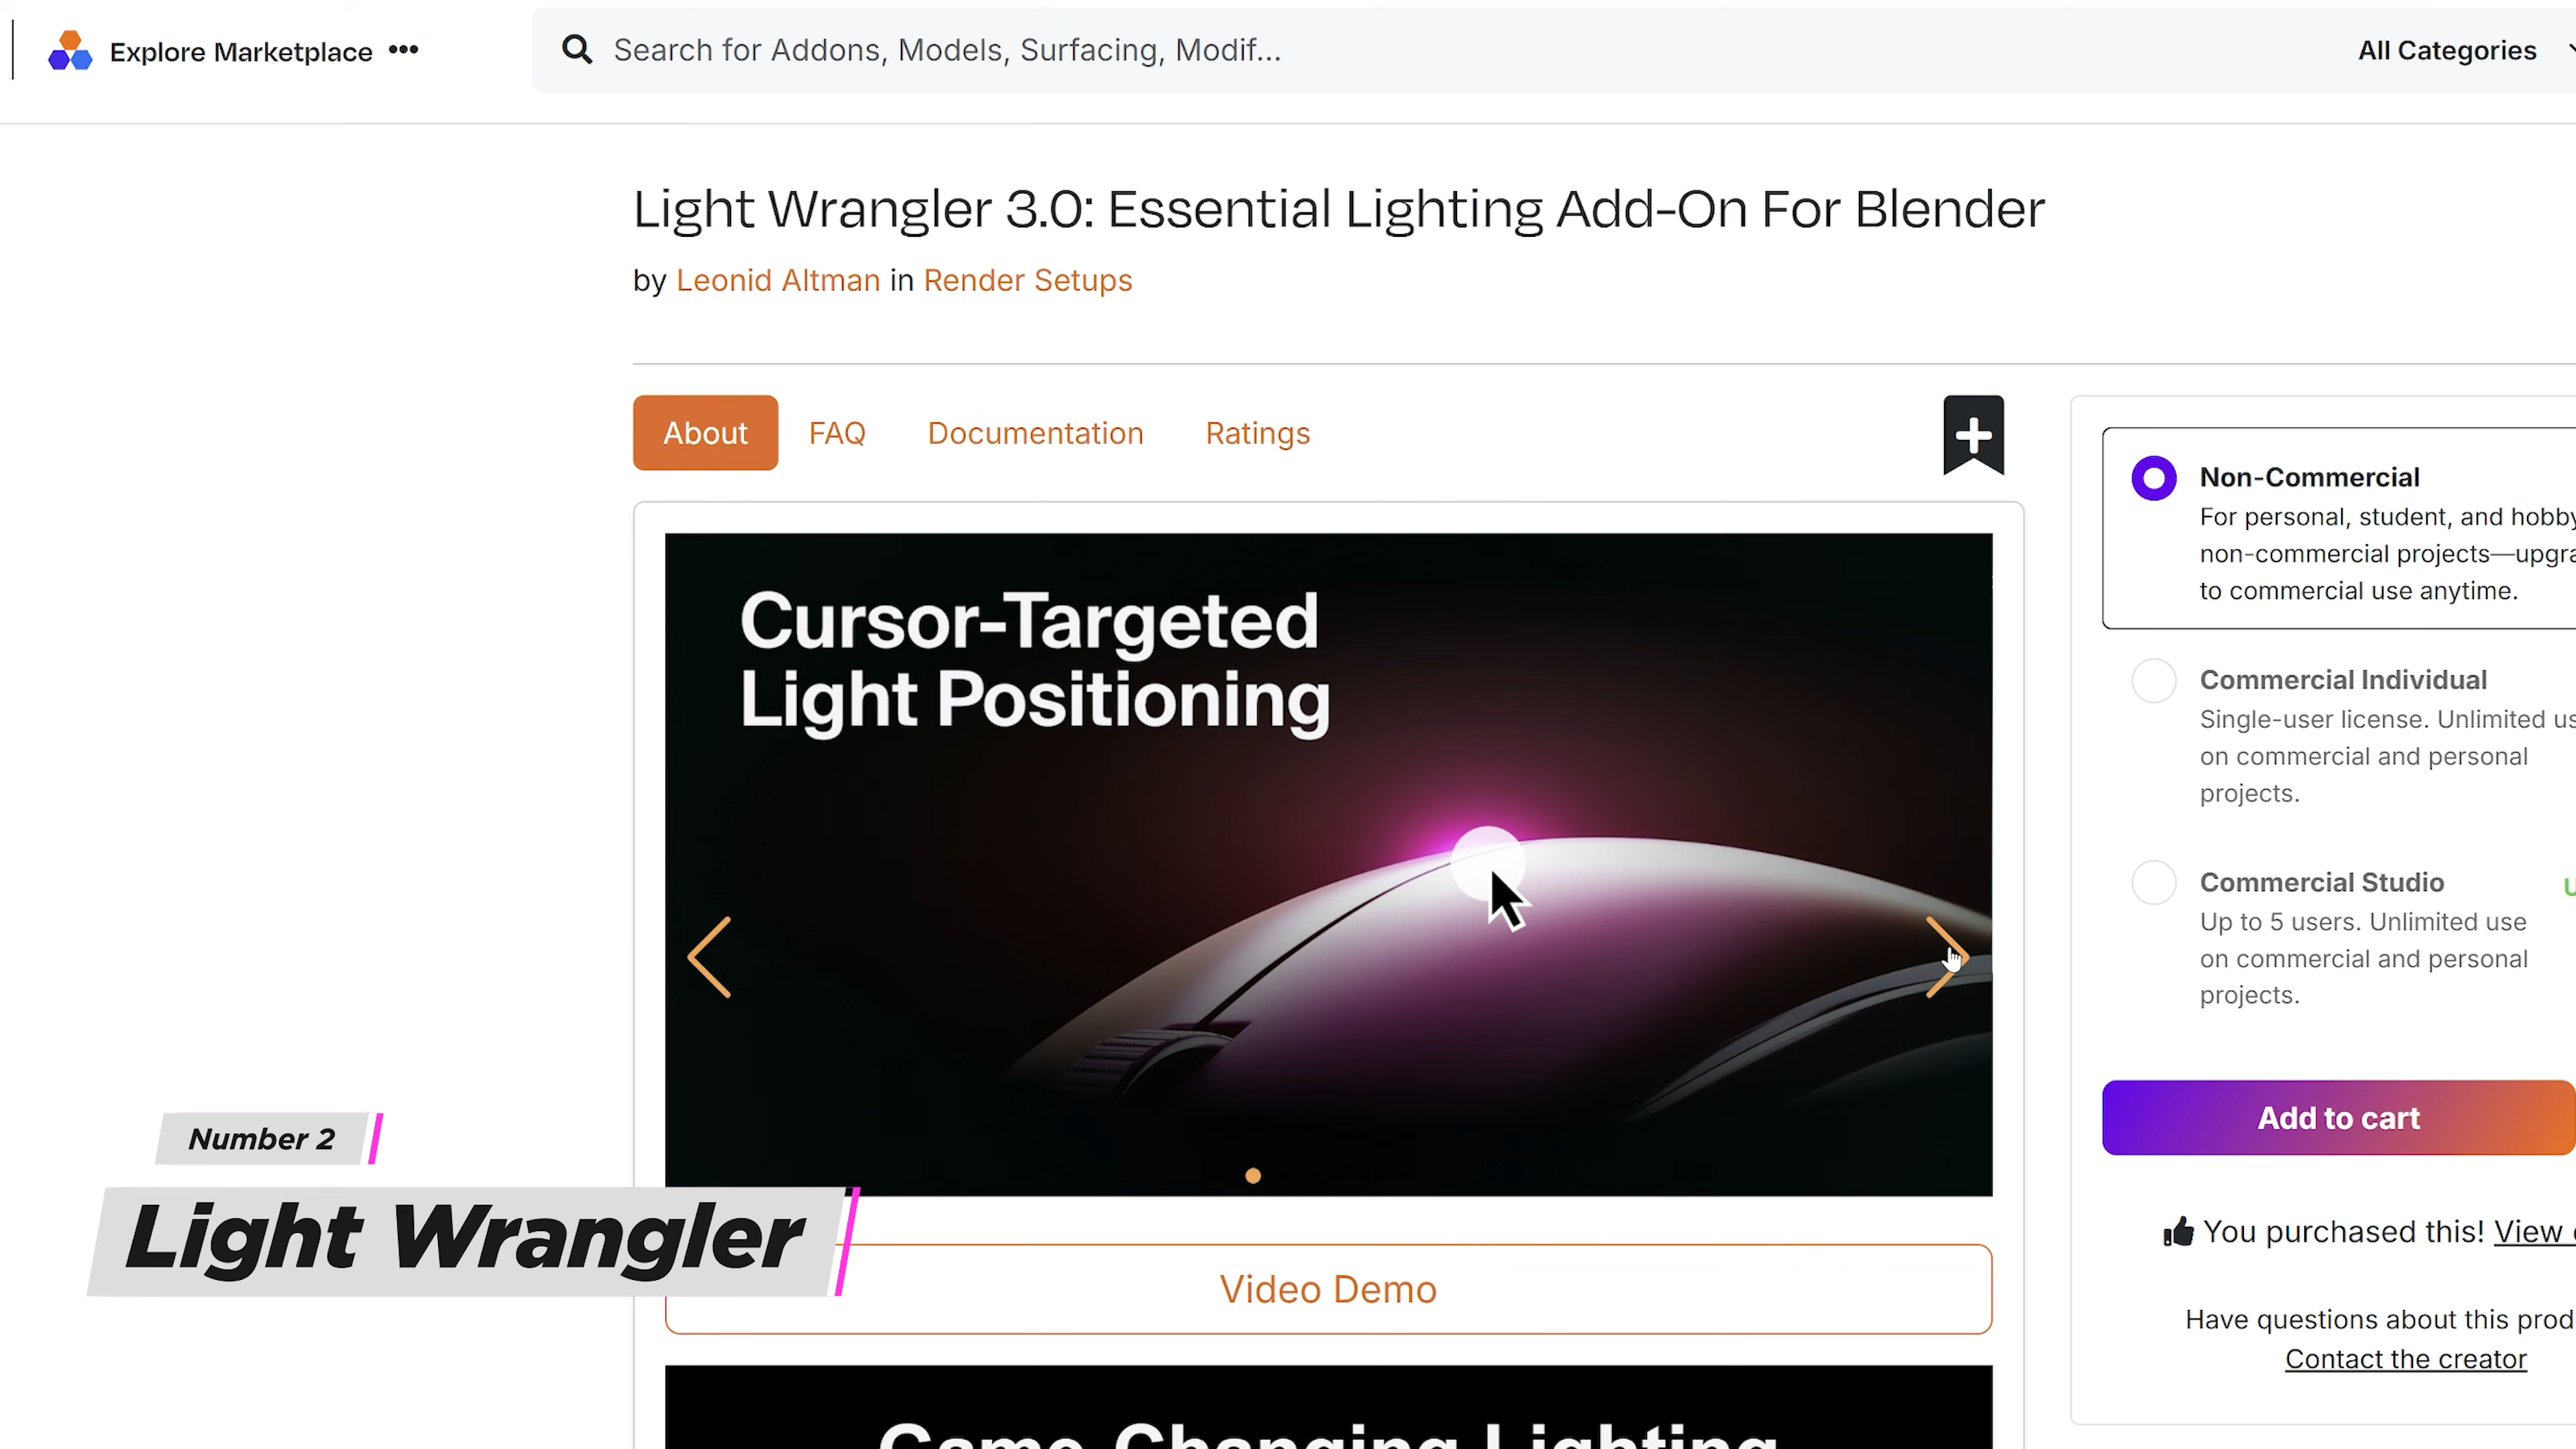 Explore Marketplace •••
Search for Addons, Models, Surfacing, Modif...
All Categories
Light Wrangler 3.0: Essential Lighting Add-On For Blender
by Leonid Altman in Render Setups
About
FAQ
Documentation
Ratings
Cursor-Targeted
Light Positioning
Non-Commercial
For personal, student, and hobby
non-commercial projects—upgra
to commercial use anytime.
Commercial Individual
Single-user license. Unlimited us
on commercial and personal
projects.
Commercial Studio
Up to 5 users. Unlimited use
on commercial and personal
projects.
Add to cart
You purchased this! View
Have questions about this prod
Contact the creator
Number 2
Light Wrangler
Video Demo
Game-Changing Lighting